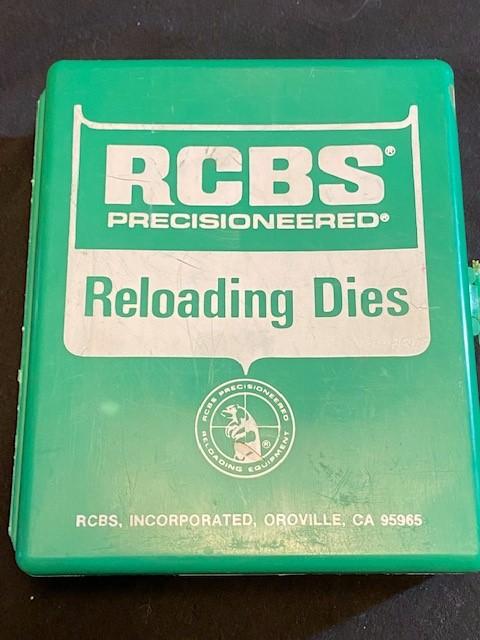 RCBS®
PRECISIONEERED®
Reloading Dies
RCBS PRECISIONEERED
RELOADING EQUIPMENT
®
RCBS, INCORPORATED, OROVILLE, CA 95965